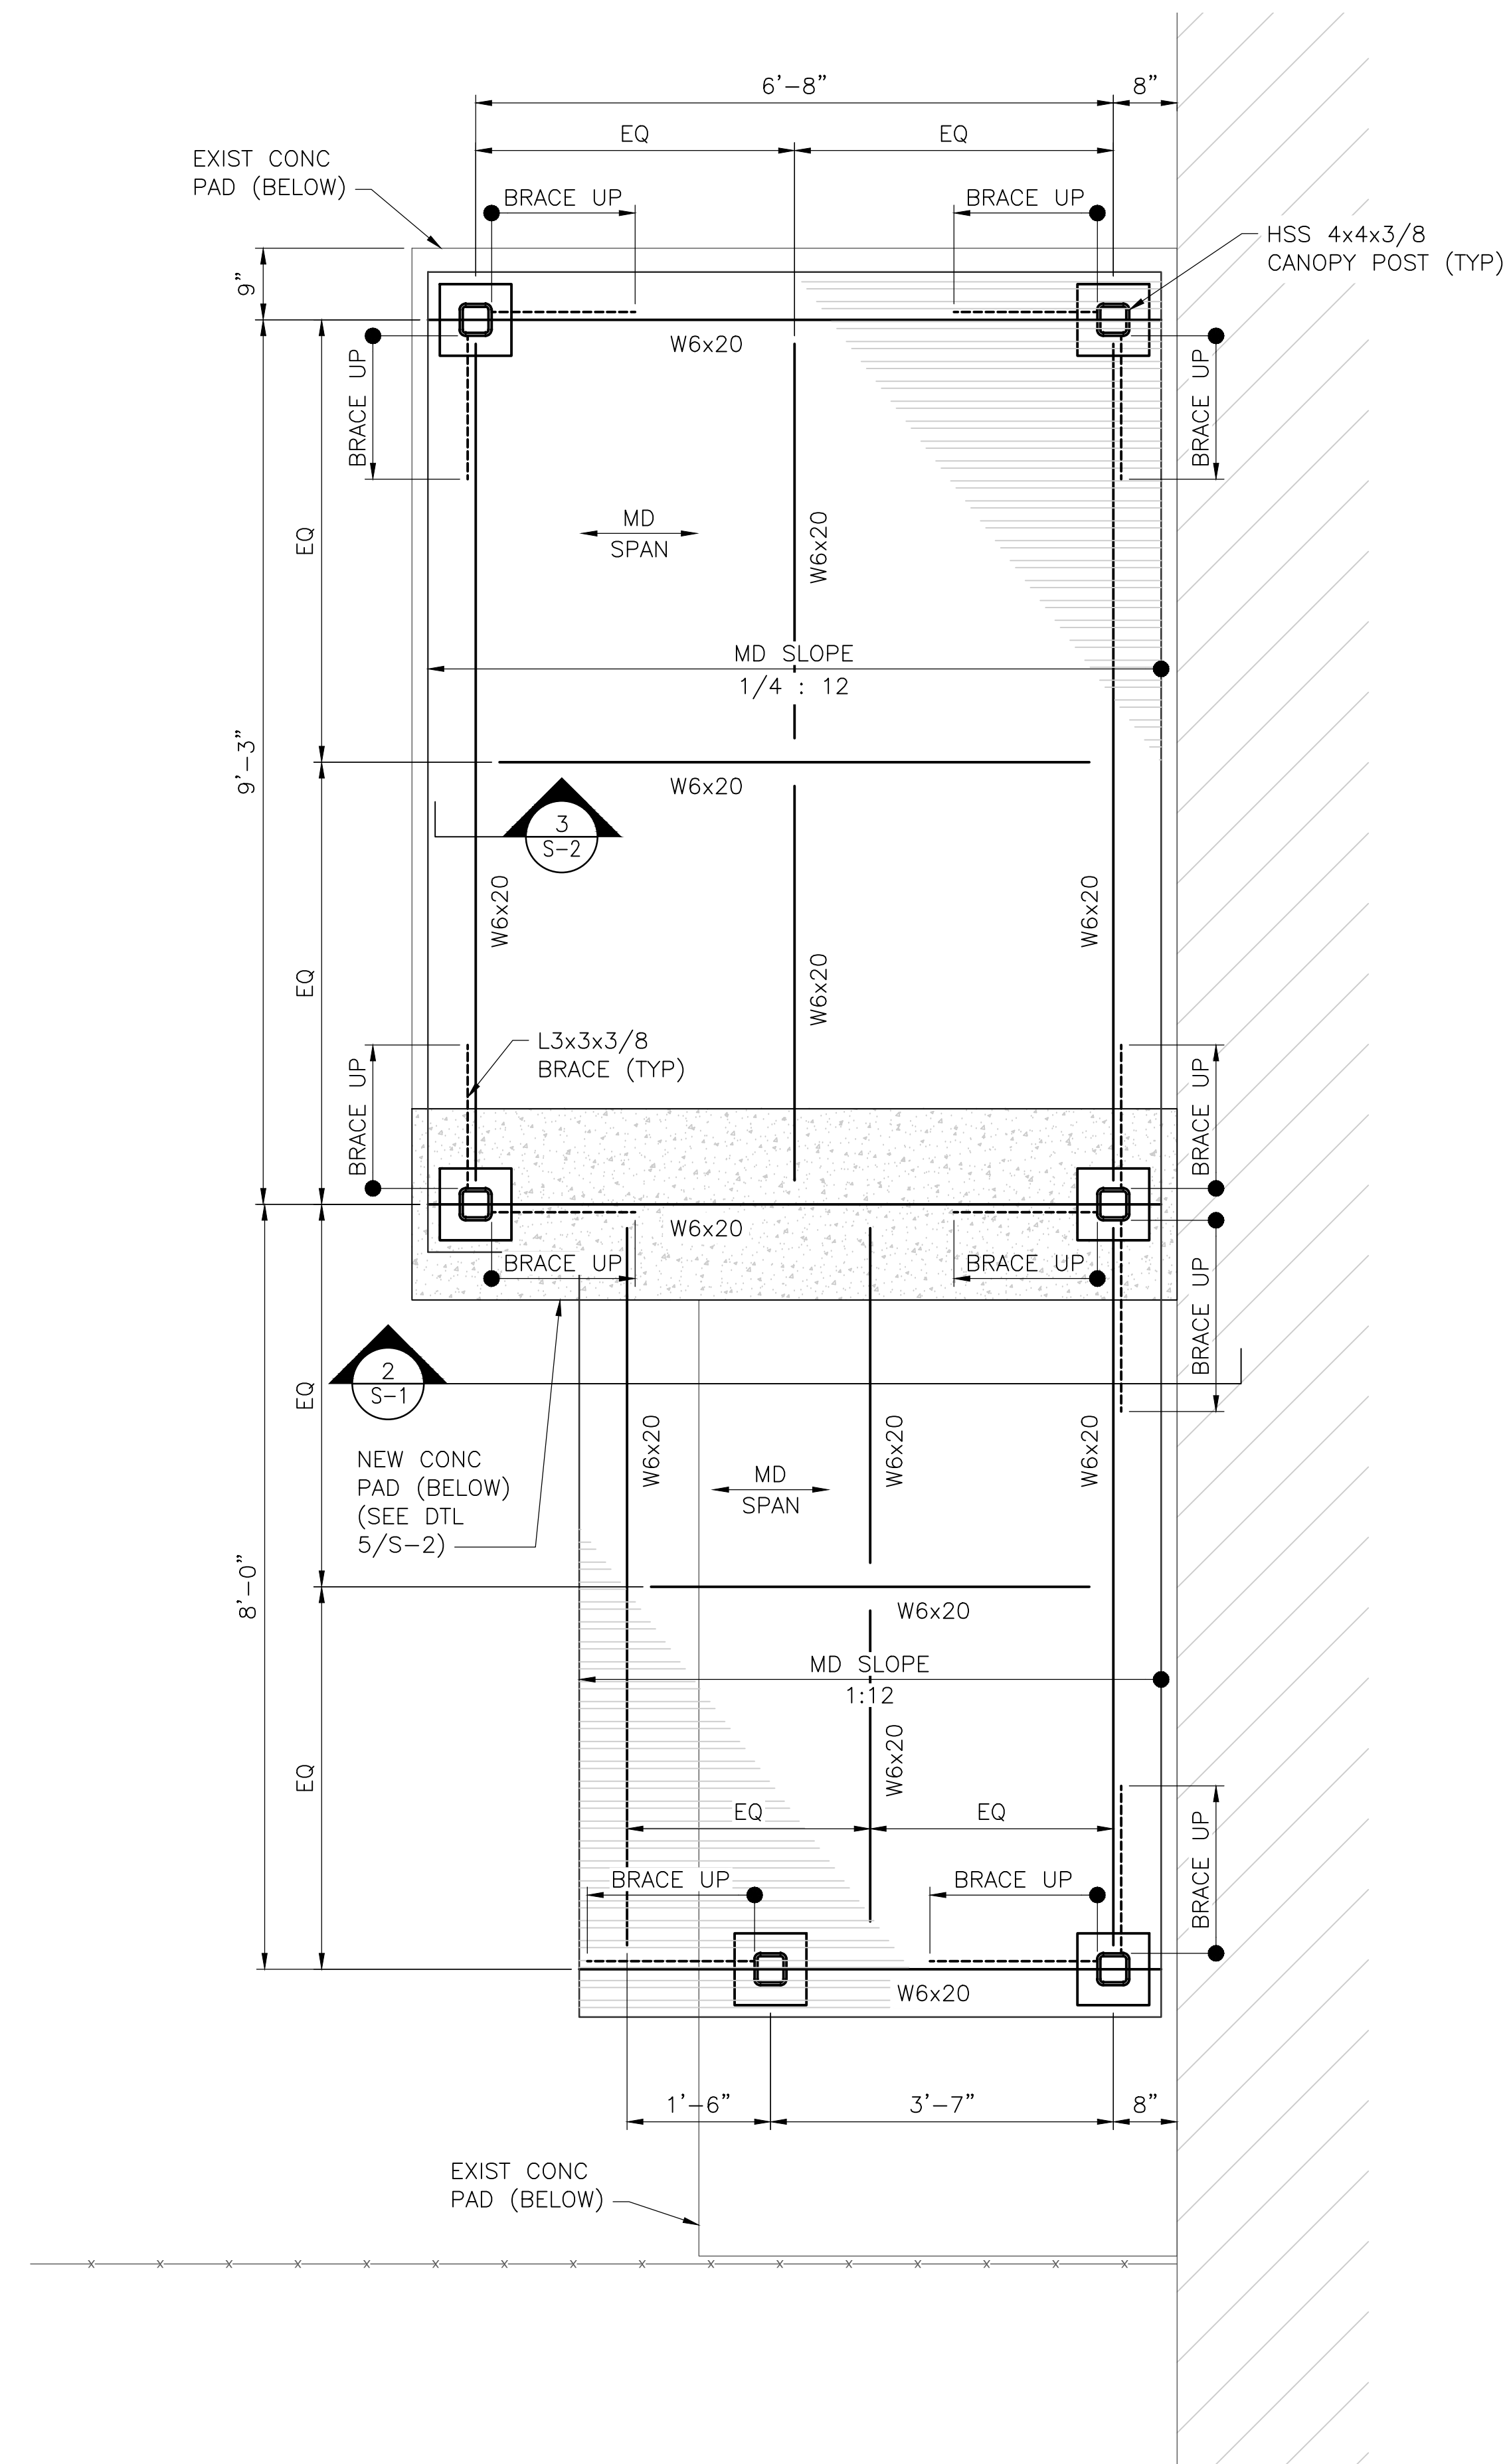 6'-8"
8"
EQ
EQ
EXIST CONC
PAD (BELOW)
BRACE UP
BRACE UP
HSS 4x4x3/8
CANOPY POST (TYP)
9"
W6x20
BRACE UP
BRACE UP
EQ
MD
SPAN
W6x20
MD SLOPE
1/4 : 12
9'-3"
W6x20
3
S-2
W6x20
W6x20
W6x20
EQ
L3x3x3/8
BRACE (TYP)
BRACE UP
BRACE UP
W6x20
BRACE UP
BRACE UP
BRACE UP
2
S-1
EQ
W6x20
W6x20
W6x20
NEW CONC
PAD (BELOW)
(SEE DTL
5/S-2)
MD
SPAN
8'-0"
W6x20
MD SLOPE
1:12
W6x20
EQ
EQ
EQ
BRACE UP
BRACE UP
BRACE UP
W6x20
1'-6"
3'-7"
8"
EXIST CONC
PAD (BELOW)
x x x x x x x x x x x x x x x x